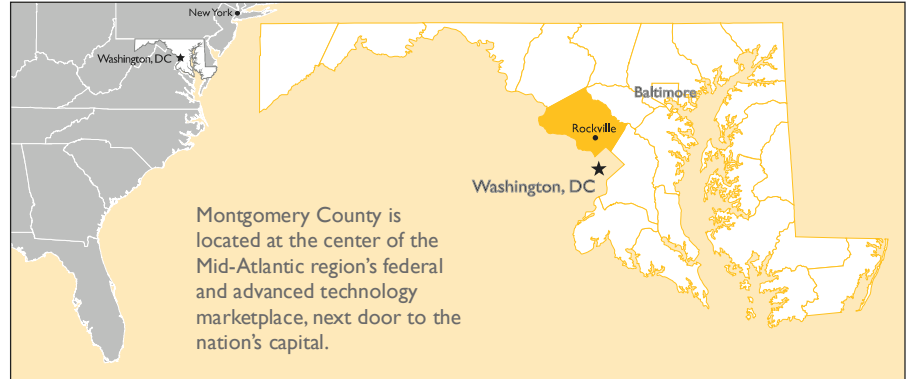 New York
Washington, DC
Baltimore
Rockville
Washington, DC
Montgomery County is
located at the center of the
Mid-Atlantic region’s federal
and advanced technology
marketplace, next door to the
nation’s capital.